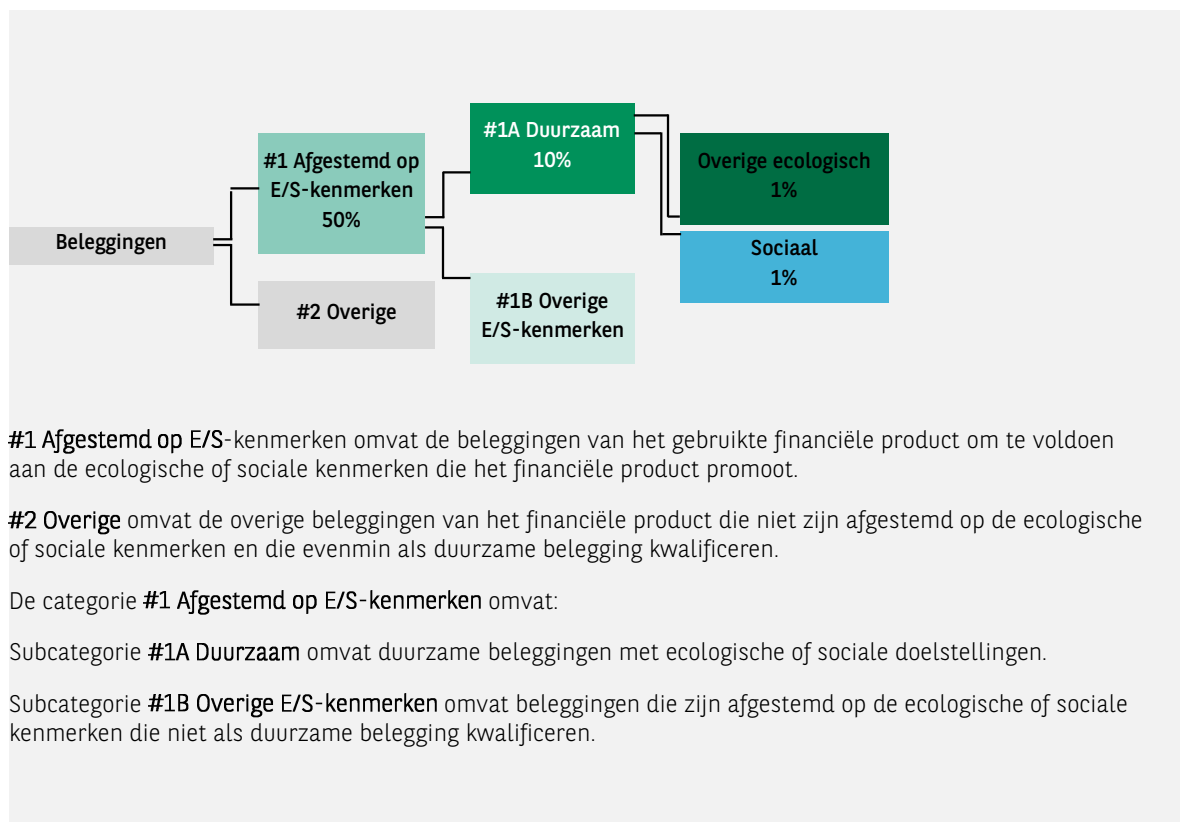 #1A Duurzaam
10%
#1 Afgestemd op
E/S-kenmerken
50%
Overige ecologisch
1%
Beleggingen
Sociaal
1%
#2 Overige
#1B Overige
E/S-kenmerken
#1 Afgestemd op E/S-kenmerken omvat de beleggingen van het gebruikte financiële product om te voldoen
aan de ecologische of sociale kenmerken die het financiële product promoot.
#2 Overige omvat de overige beleggingen van het financiële product die niet zijn afgestemd op de ecologische
of sociale kenmerken en die evenmin als duurzame belegging kwalificeren.
De categorie #1 Afgestemd op E/S-kenmerken omvat:
Subcategorie #1A Duurzaam omvat duurzame beleggingen met ecologische of sociale doelstellingen.
Subcategorie #1B Overige E/S-kenmerken omvat beleggingen die zijn afgestemd op de ecologische of sociale
kenmerken die niet als duurzame belegging kwalificeren.